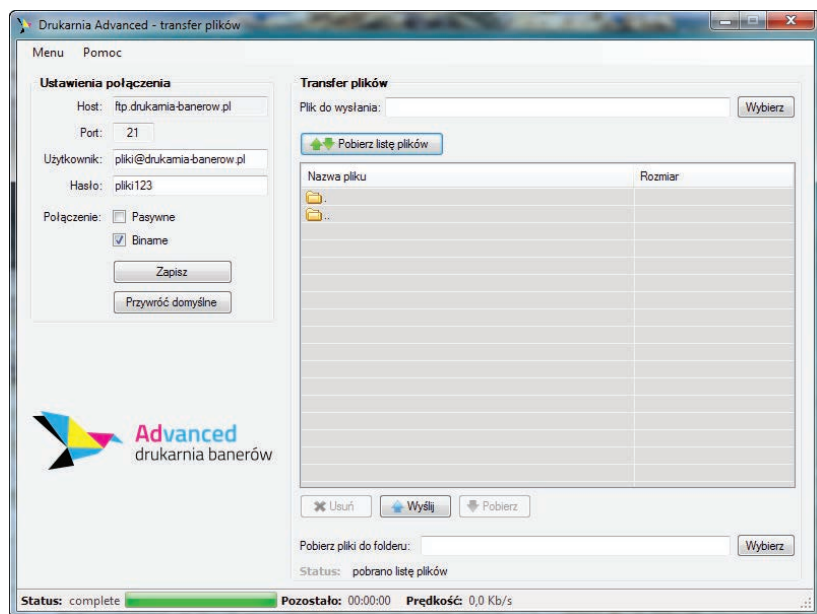 Drukarnia Advanced - transfer plików
Menu Pomoc
Ustawienia połączenia
Host: ftp.drukarnia-banerow.pl
Port: 21
Użytkownik: pliki@drukarnia-banerow.pl
Hasło: pliki123
Połączenie: Pasywne
Binarne
Zapisz
Przywróć domyślne
Advanced
drukarnia banerów
Transfer plików
Plik do wysłania: Wybierz
Pobierz listę plików
Nazwa pliku Rozmiar
.
..
Usuń Wyślij Pobierz
Pobierz pliki do folderu: Wybierz
Status: pobrano listę plików
Status: complete Pozostało: 00:00:00 Prędkość: 0,0 Kb/s